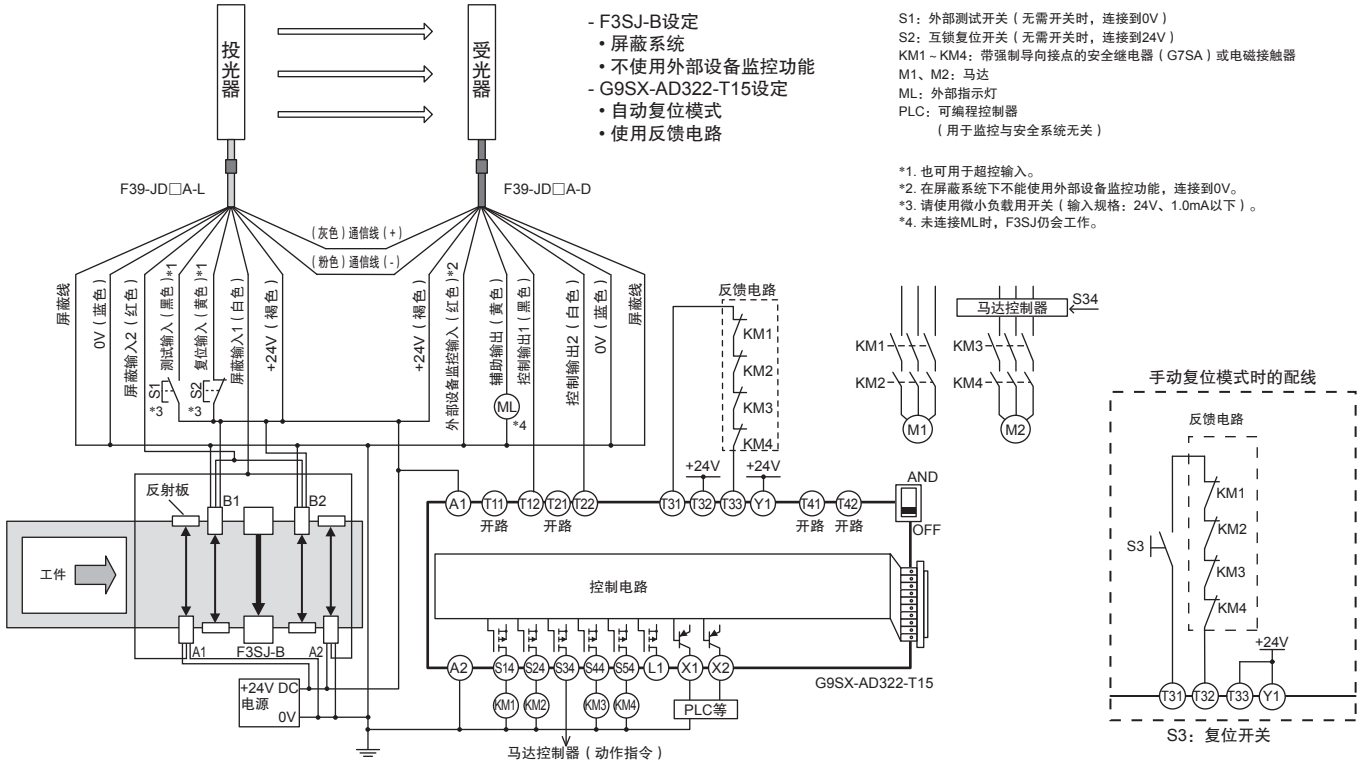 投光器
受光器
- F3SJ-B设定
• 屏蔽系统
• 不使用外部设备监控功能
- G9SX-AD322-T15设定
• 自动复位模式
• 使用反馈电路
S1：外部测试开关（无需开关时，连接到0V）
S2：互锁复位开关（无需开关时，连接到24V）
KM1～KM4：带强制导向接点的安全继电器（G7SA）或电磁接触器
M1、M2：马达
ML：外部指示灯
PLC：可编程控制器
（用于监控与安全系统无关）
*1. 也可用于超控输入。
*2. 在屏蔽系统下不能使用外部设备监控功能，连接到0V。
*3. 请使用微小负载用开关（输入规格：24V、1.0mA以下）。
*4. 未连接ML时，F3SJ仍会工作。
F39-JD□A-L
F39-JD□A-D
（灰色）通信线（+）
（粉色）通信线（-）
屏蔽线
0V（蓝色）
屏蔽输入2（红色）
测试输入（黑色）*1
复位输入（黄色）*1
屏蔽输入1（白色）
+24V（褐色）
+24V（褐色）
外部设备监控输入（红色）*2
辅助输出（黄色）
控制输出1（黑色）
控制输出2（白色）
0V（蓝色）
屏蔽线
S1
*3
S2
*3
ML
*4
反馈电路
KM1
KM2
KM3
KM4
+24V
+24V
KM1
KM2
M1
马达控制器
S34
KM3
KM4
M2
手动复位模式时的配线
反馈电路
KM1
KM2
KM3
KM4
S3
+24V
T31
T32
T33
Y1
S3：复位开关
反射板
B1
B2
工件
A1
F3SJ-B
A2
+24V DC
电源
0V
A1
T11
T12
T21
T22
T31
T32
T33
Y1
T41
T42
开路
开路
开路
开路
AND
OFF
控制电路
A2
S14
S24
S34
S44
S54
L1
X1
X2
G9SX-AD322-T15
KM1
KM2
KM3
KM4
PLC等
马达控制器（动作指令）